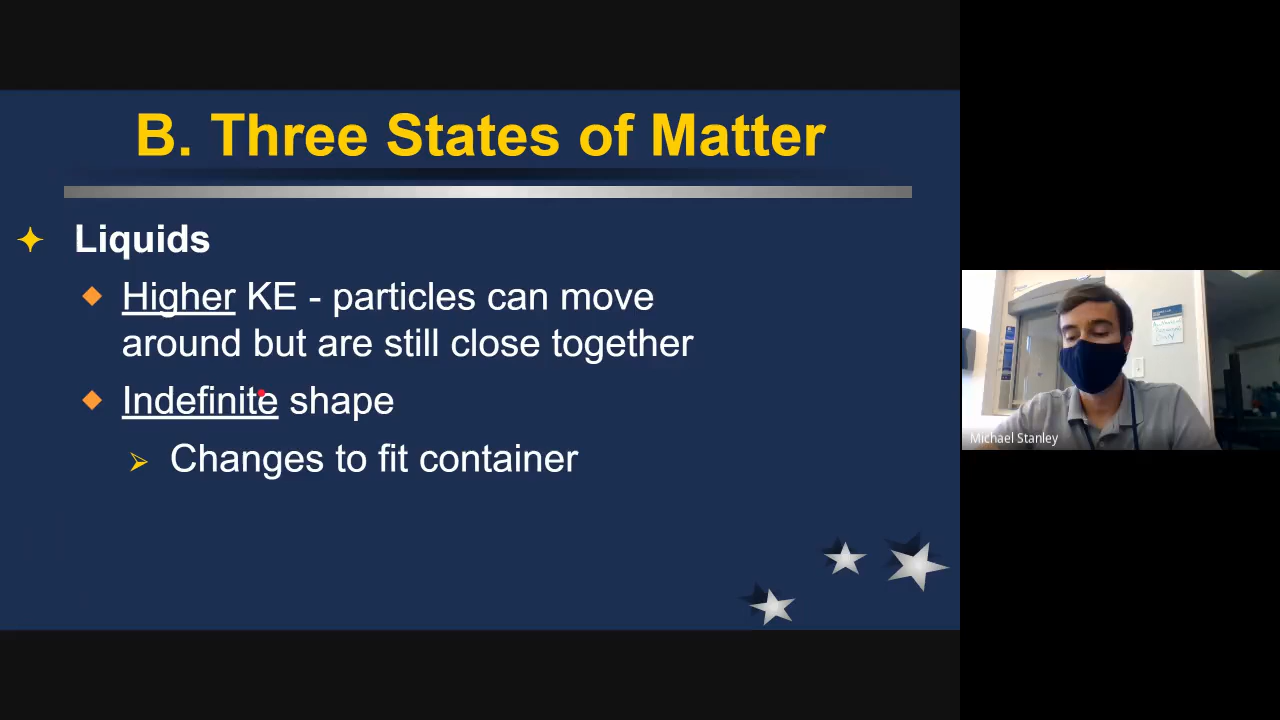 B. Three States of Matter
Liquids
Higher KE - particles can move
around but are still close together
Indefinite shape
Changes to fit container
Michael Stanley